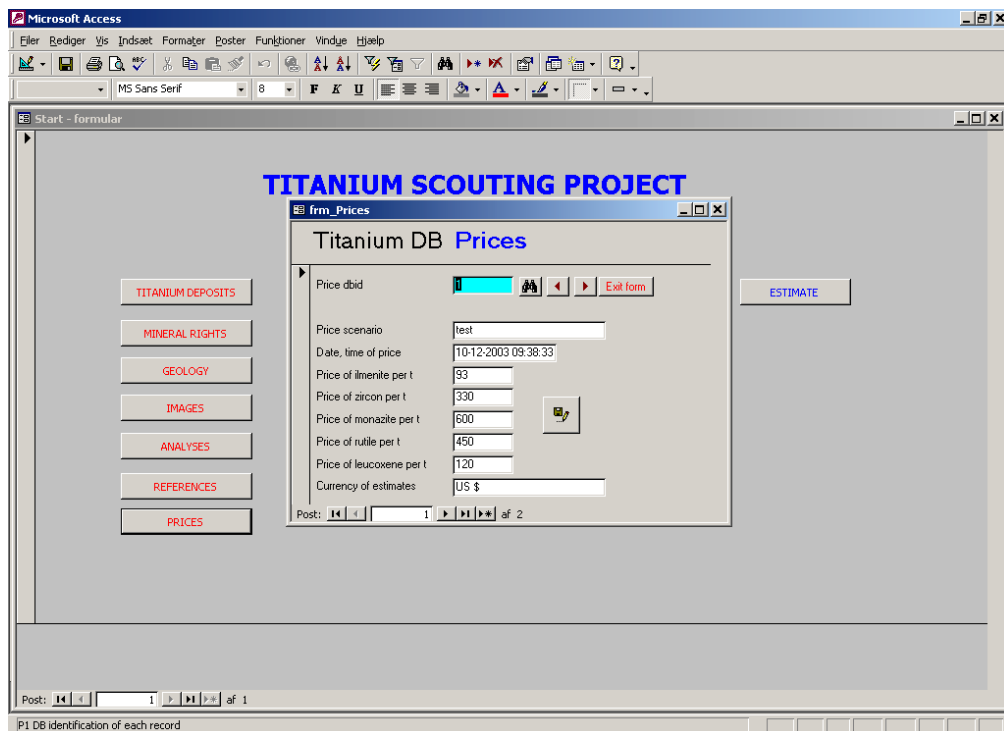 Microsoft Access
Filer Rediger Vis Indsæt Formater Poster Funktioner Vindue Hjælp
MS Sans Serif 8 F K U
Start - formular
TITANIUM SCOUTING PROJECT
frm_Prices
Titanium DB Prices
Price dbid 1 Exit form
TITANIUM DEPOSITS
ESTIMATE
Price scenario test
MINERAL RIGHTS
Date, time of price 10-12-2003 09:38:33
Price of ilmenite per t 93
GEOLOGY
Price of zircon per t 330
IMAGES
Price of monazite per t 600
Price of rutile per t 450
ANALYSES
Price of leucoxene per t 120
Currency of estimates US $
REFERENCES
Post: 1 af 2
PRICES
Post: 1 af 1
P1 DB identification of each record